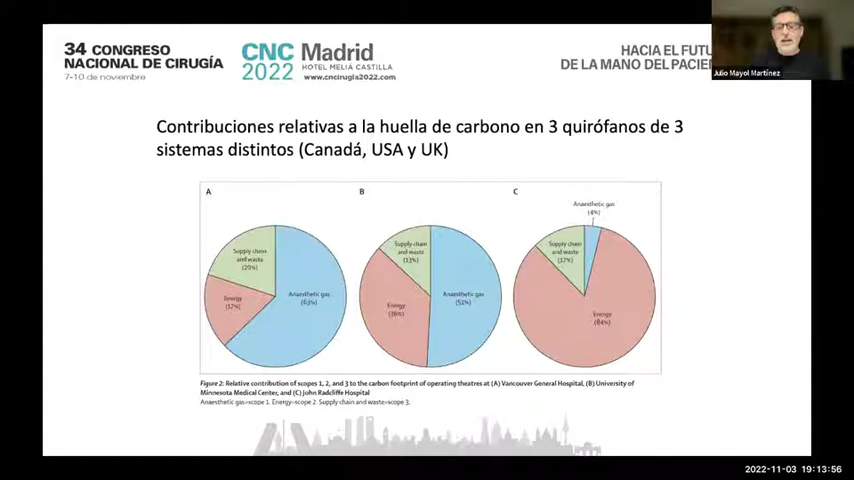 34 CONGRESO
NACIONAL DE CIRUGÍA
7-10 de noviembre
CNC
2022
Madrid
HOTEL MELIÁ CASTILLA
www.cncirugia2022.com
HACIA EL FUTU
DE LA MANO DEL PACIEN
Julio Mayol Martínez
Contribuciones relativas a la huella de carbono en 3 quirófanos de 3
sistemas distintos (Canadá, USA y UK)
A
Supply chain
and waste
(20%)
Energy
(17%)
Anaesthetic gas
(63%)
B
Supply chain
and waste
(13%)
Energy
(36%)
Anaesthetic gas
(51%)
C
Anaesthetic gas
(4%)
Supply chain
and waste
(12%)
Energy
(84%)
Figure 2: Relative contribution of scopes 1, 2, and 3 to the carbon footprint of operating theatres at (A) Vancouver General Hospital, (B) University of
Minnesota Medical Center, and (C) John Radcliffe Hospital
Anaesthetic gas=scope 1. Energy=scope 2. Supply chain and waste=scope 3.
2022-11-03 19:13:56